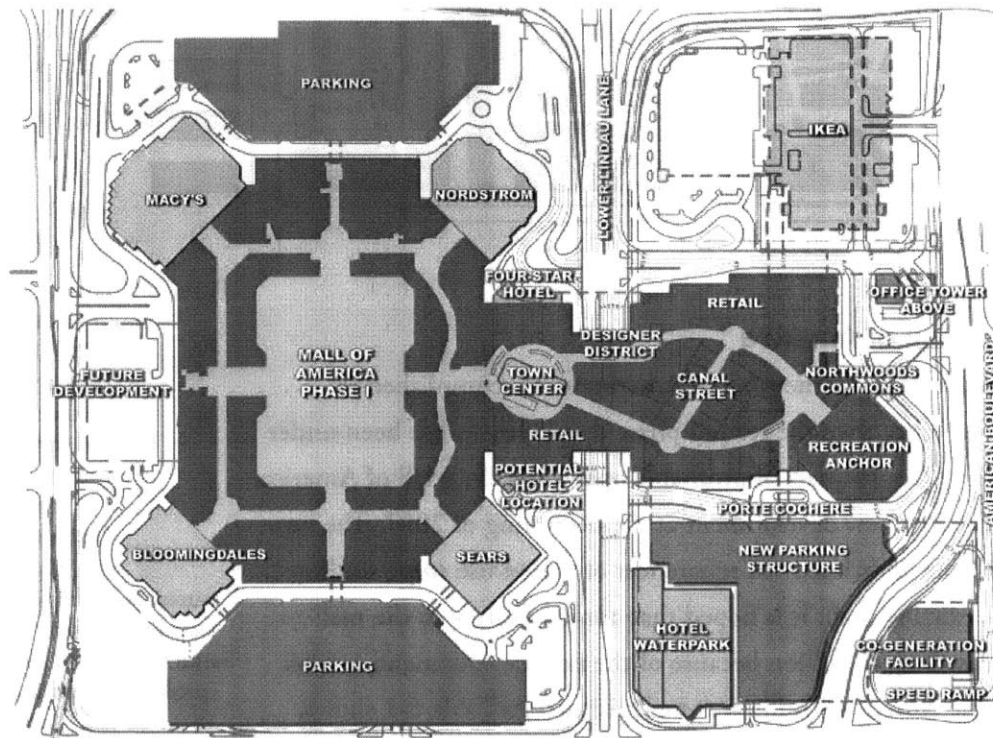 PARKING
LOWER LINDAU LANE
IKEA
MACY'S
NORDSTROM
FOUR STAR
HOTEL
RETAIL
OFFICE TOWER
ABOVE
DESIGNER
DISTRICT
MALL OF
AMERICA
PHASE I
FUTURE
DEVELOPMENT
TOWN
CENTER
CANAL
STREET
NORTHWOODS
COMMONS
AMERICAN BOULEVARD
RETAIL
RECREATION
ANCHOR
POTENTIAL
HOTEL
LOCATION
PORTE COCHERE
BLOOMINGDALES
SEARS
NEW PARKING
STRUCTURE
HOTEL
WATERPARK
CO-GENERATION
FACILITY
PARKING
SPEED RAMP